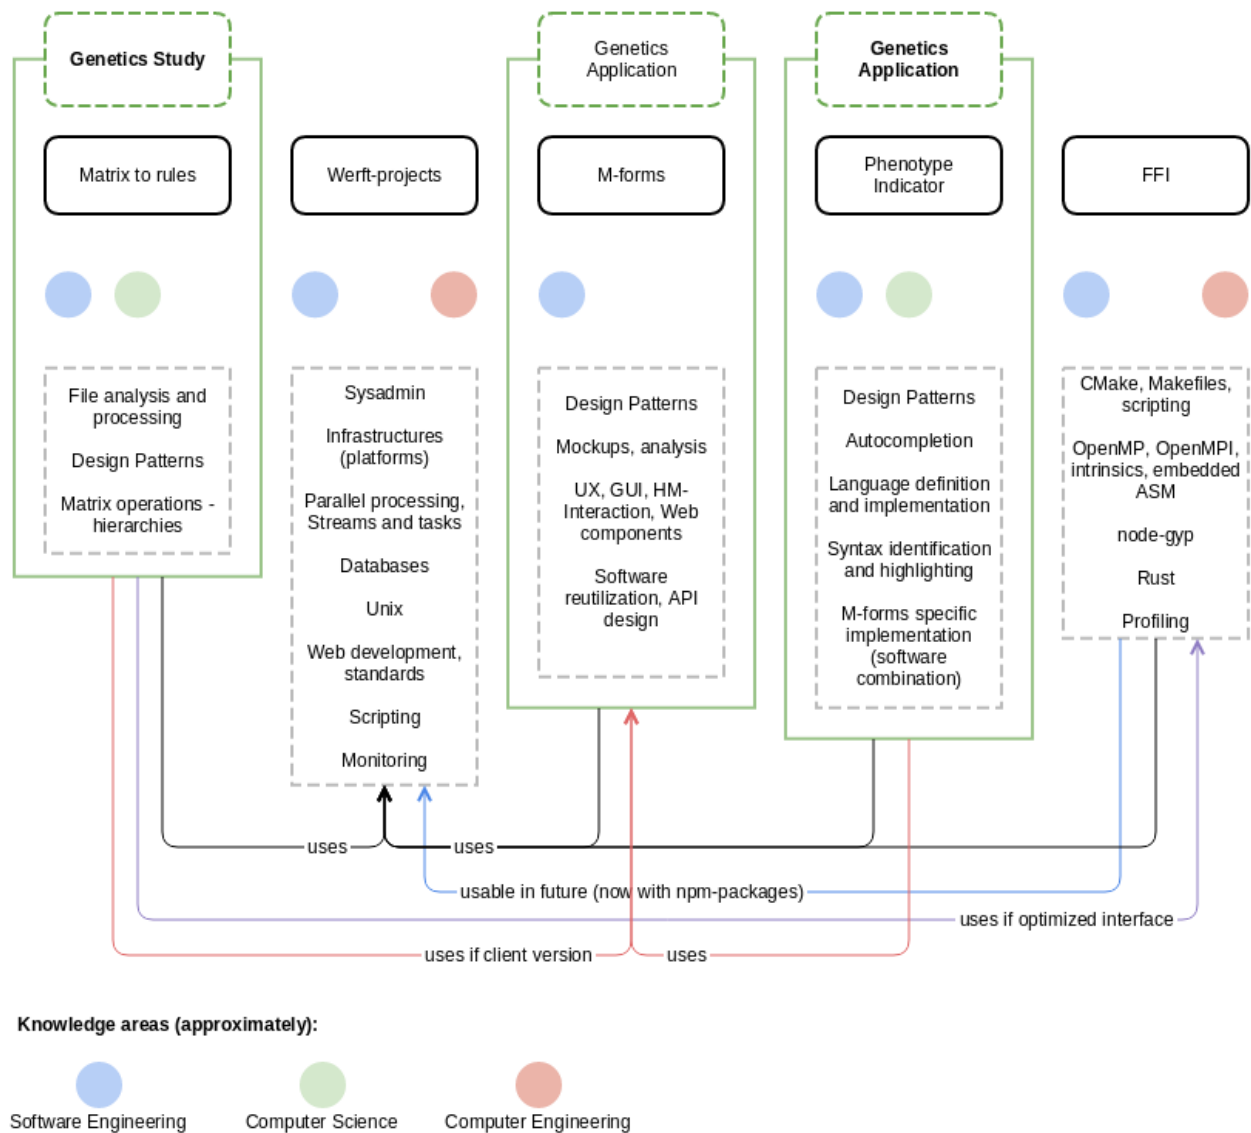 Genetics Study
Genetics
Application
Genetics
Application
Matrix to rules
Werft-projects
M-forms
Phenotype
Indicator
FFI
File analysis and
processing
Design Patterns
Matrix operations -
hierarchies
Sysadmin
Infrastructures
(platforms)
Parallel processing,
Streams and tasks
Databases
Unix
Web development,
standards
Scripting
Monitoring
Design Patterns
Mockups, analysis
UX, GUI, HM-
Interaction, Web
components
Software
reutilization, API
design
Design Patterns
Autocompletion
Language definition
and implementation
Syntax identification
and highlighting
M-forms specific
implementation
(software
combination)
CMake, Makefiles,
scripting
OpenMP, OpenMPI,
intrinsics, embedded
ASM
node-gyp
Rust
Profiling
uses
uses
usable in future (now with npm-packages)
uses if optimized interface
uses if client version
uses
Knowledge areas (approximately):
Software Engineering
Computer Science
Computer Engineering